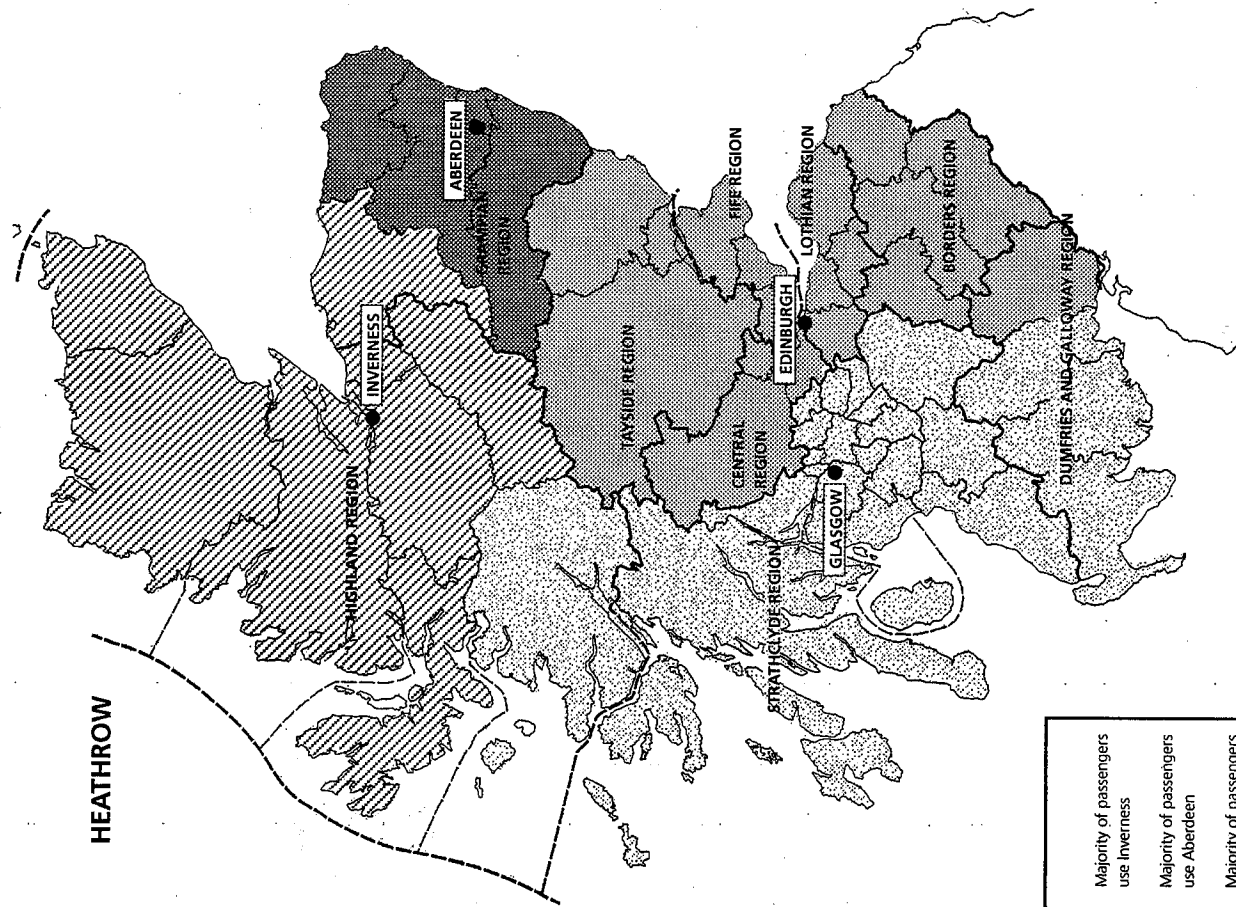 HEATHROW
INVERNESS
ABERDEEN
HIGHLAND REGION
GRAMPIAN
REGION
TAYSIDE REGION
FIFE REGION
CENTRAL
REGION
EDINBURGH
LOTHIAN REGION
GLASGOW
STRATHCLYDE REGION
BORDERS REGION
DUMFRIES AND GALLOWAY REGION
Majority of passengers
use Inverness
Majority of passengers
use Aberdeen
Majority of passengers